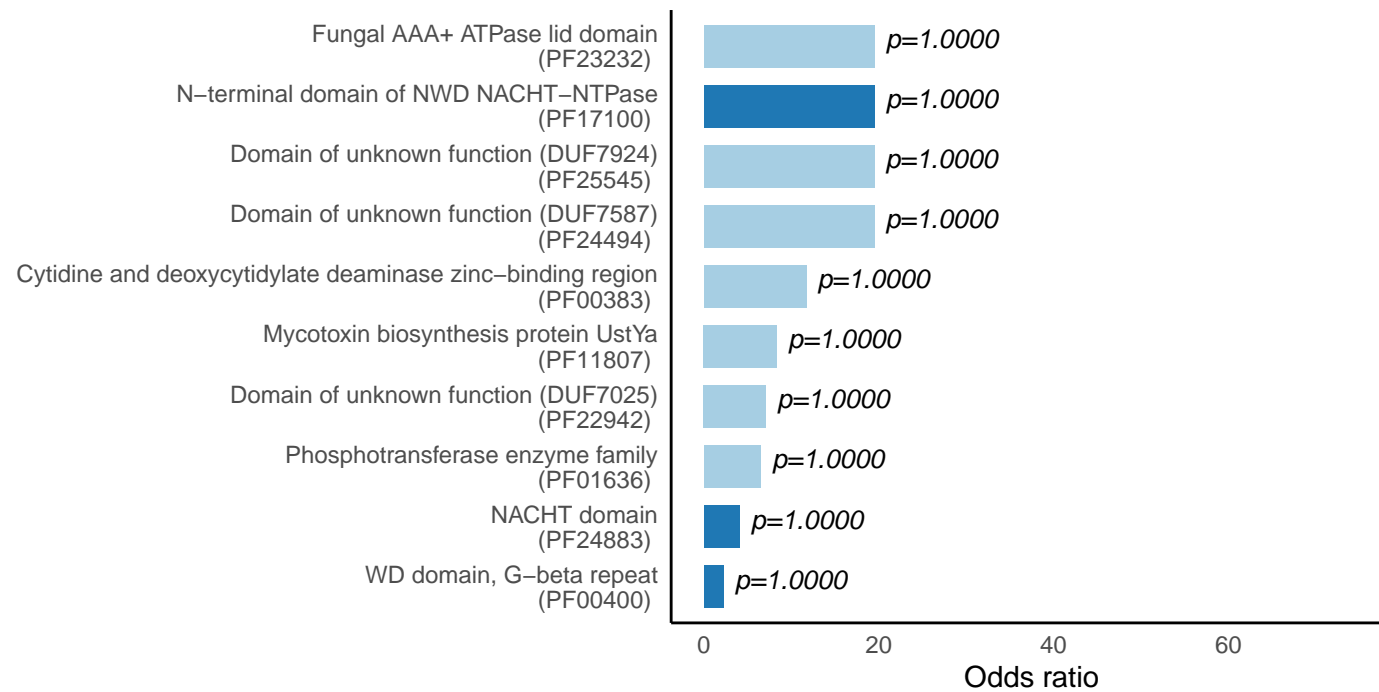 Fungal AAA+ ATPase lid domain
(PF23232)
p=1.0000
N−terminal domain of NWD NACHT−NTPase
(PF17100)
p=1.0000
Domain of unknown function (DUF7924)
(PF25545)
p=1.0000
Domain of unknown function (DUF7587)
(PF24494)
p=1.0000
Cytidine and deoxycytidylate deaminase zinc−binding region
(PF00383)
p=1.0000
Mycotoxin biosynthesis protein UstYa
(PF11807)
p=1.0000
Domain of unknown function (DUF7025)
(PF22942)
p=1.0000
Phosphotransferase enzyme family
(PF01636)
p=1.0000
NACHT domain
(PF24883)
p=1.0000
WD domain, G−beta repeat
(PF00400)
p=1.0000
0 20 40 60
Odds ratio